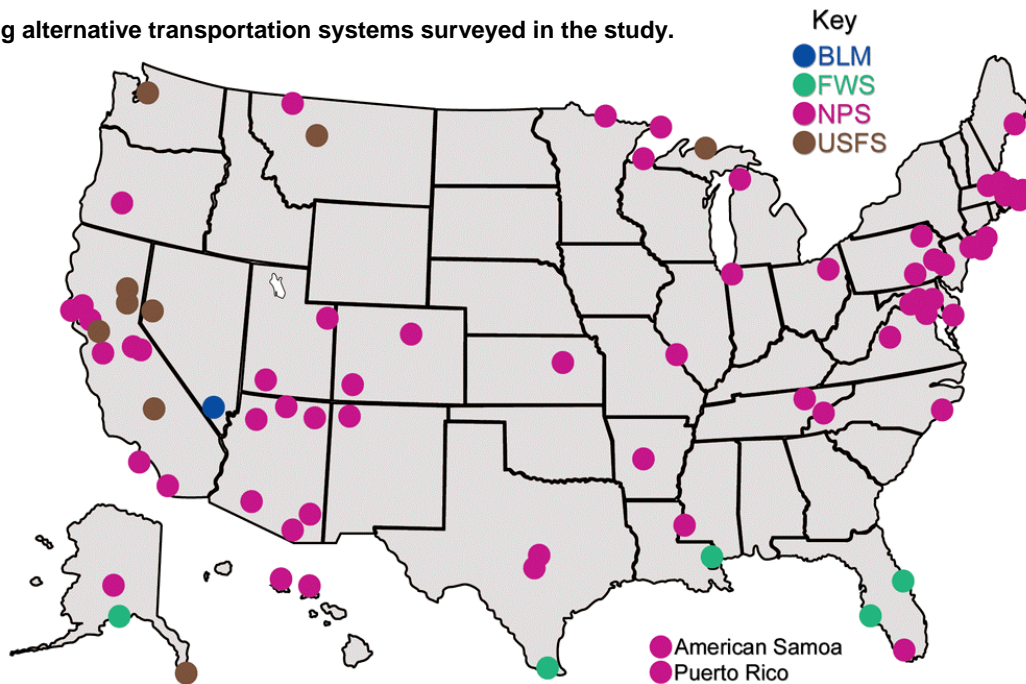 g alternative transportation systems surveyed in the study.
Key
BLM
FWS
NPS
USFS
American Samoa
Puerto Rico